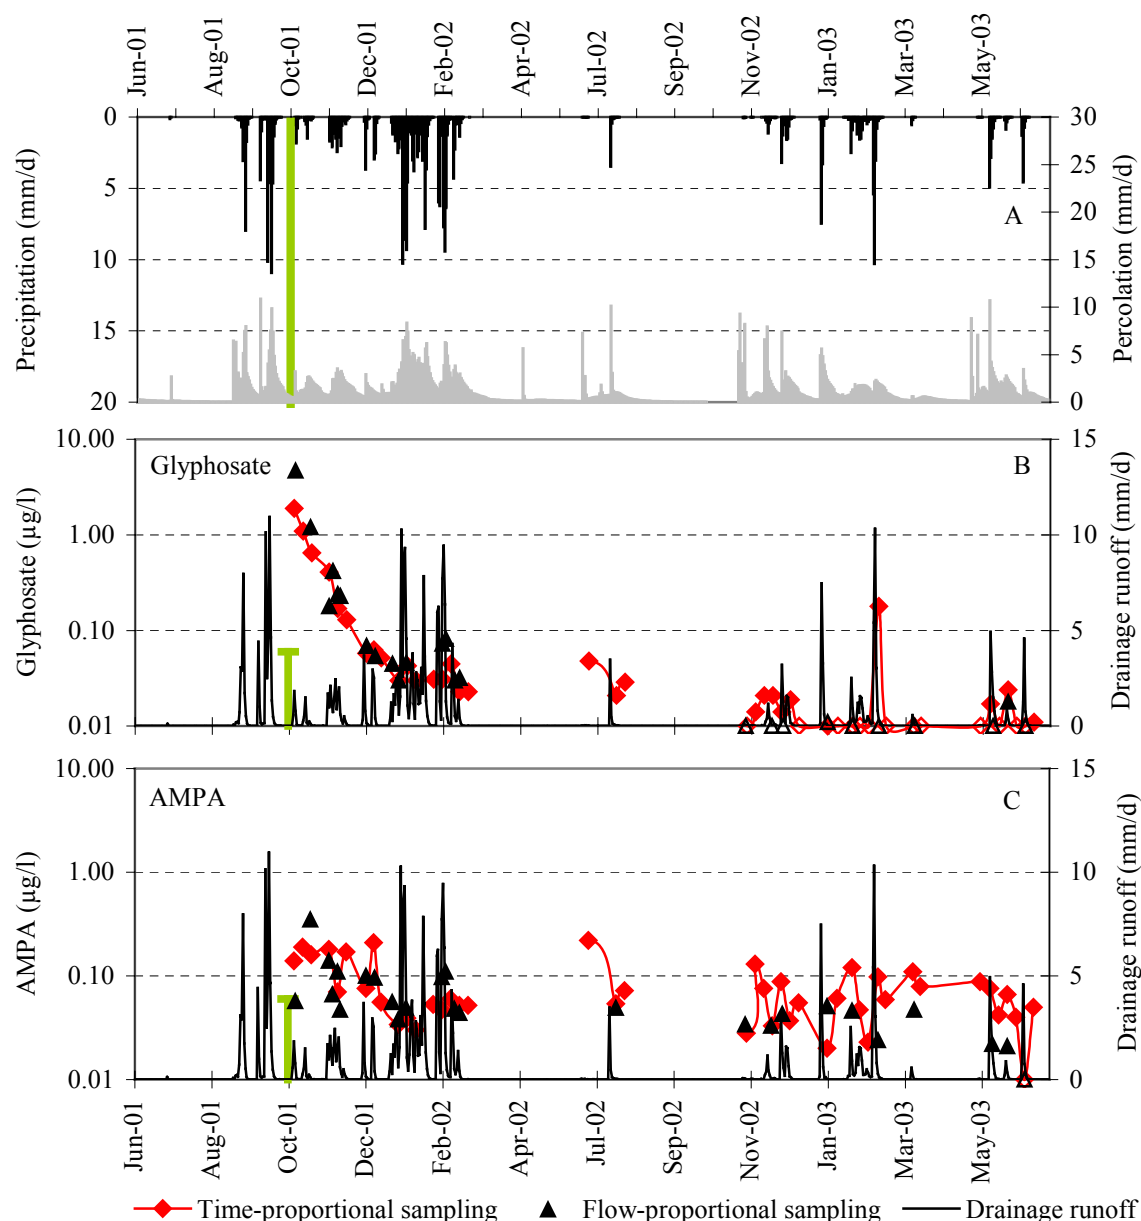 Jun-01 Aug-01 Oct-01 Dec-01 Feb-02 Apr-02 Jul-02 Sep-02 Nov-02 Jan-03 Mar-03 May-03
Precipitation (mm/d)
0
5
10
15
20
A
30
25
20
15
10
5
0
Percolation (mm/d)
Glyphosate (µg/l)
10.00
1.00
0.10
0.01
Glyphosate
B
15
10
5
0
Drainage runoff (mm/d)
AMPA (µg/l)
10.00
1.00
0.10
0.01
AMPA
C
15
10
5
0
Drainage runoff (mm/d)
Jun-01 Aug-01 Oct-01 Dec-01 Feb-02 Apr-02 Jul-02 Sep-02 Nov-02 Jan-03 Mar-03 May-03
Time-proportional sampling Flow-proportional sampling Drainage runoff